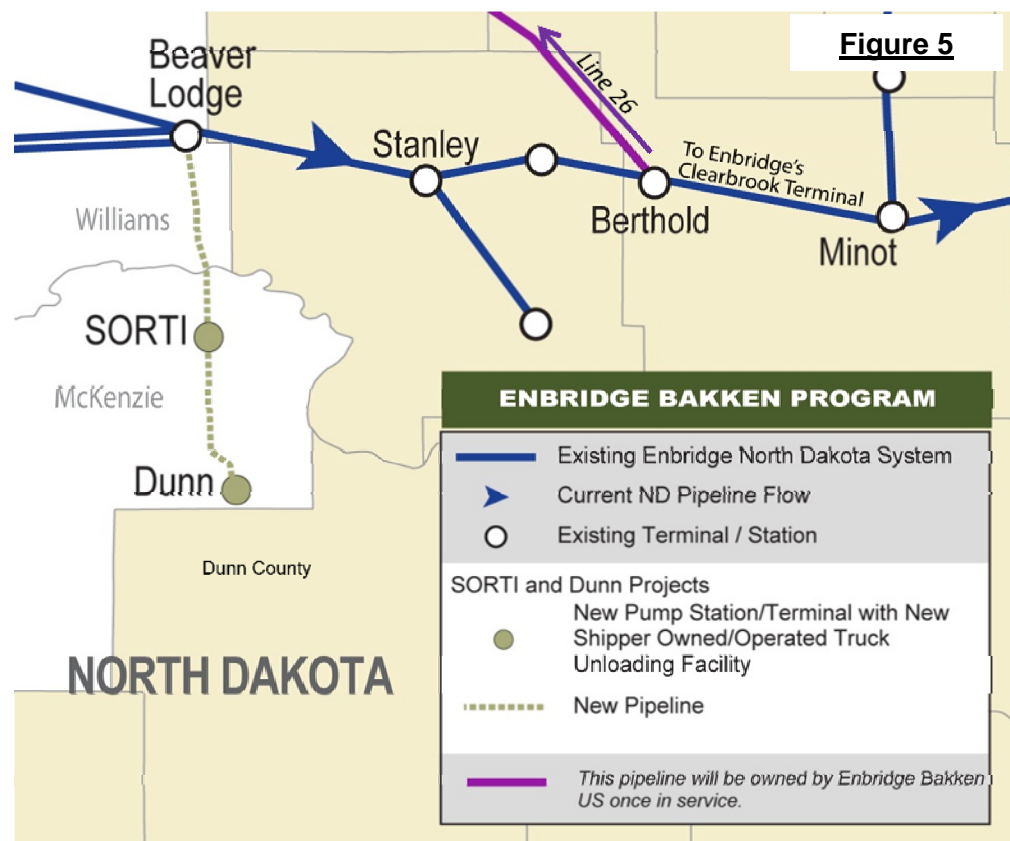 Figure 5
Beaver
Lodge
Line 26
Stanley
To Enbridge's
Clearbrook Terminal
Williams
Berthold
Minot
SORTI
McKenzie
ENBRIDGE BAKKEN PROGRAM
Existing Enbridge North Dakota System
Current ND Pipeline Flow
Existing Terminal / Station
Dunn
Dunn County
SORTI and Dunn Projects
New Pump Station/Terminal with New
Shipper Owned/Operated Truck
Unloading Facility
NORTH DAKOTA
New Pipeline
This pipeline will be owned by Enbridge Bakken
US once in service.